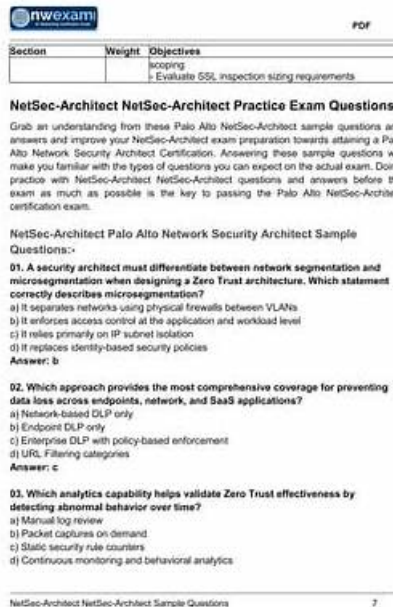 nwexam
PDF
Section Weight Objectives
scoping
- Evaluate SSL inspection sizing requirements
NetSec-Architect NetSec-Architect Practice Exam Questions
Grab an understanding from these Palo Alto NetSec-Architect sample questions
answers and improve your NetSec-Architect exam preparation towards attaining a
Alto Network Security Architect Certification. Answering these sample questions
make you familiar with the types of questions you can expect on the actual exam.
practice with NetSec-Architect NetSec-Architect questions and answers before
exam as much as possible is the key to passing the Palo Alto
certification exam.
NetSec-Architect Palo Alto Network Security Architect Sample
Questions:-
01. A security architect must differentiate between network segmentation and
microsegmentation when designing a Zero Trust architecture. Which statement
correctly describes microsegmentation?
a) It separates networks using physical firewalls between VLANs
b) It enforces access control at the application and workload level
c) It relies primarily on IP subnet isolation
d) It replaces identity-based security policies
Answer: b
02. Which approach provides the most comprehensive coverage for preventing
data loss across endpoints, network, and SaaS applications?
a) Network-based DLP only
b) Endpoint DLP only
c) Enterprise DLP with policy-based enforcement
d) URL Filtering categories
Answer: c
03. Which analytics capability helps validate Zero Trust effectiveness by
detecting abnormal behavior over time?
a) Manual log review
b) Packet captures on demand
c) Static security rule counters
d) Continuous monitoring and behavioral analytics
NetSec-Architect NetSec-Architect Sample Questions 7